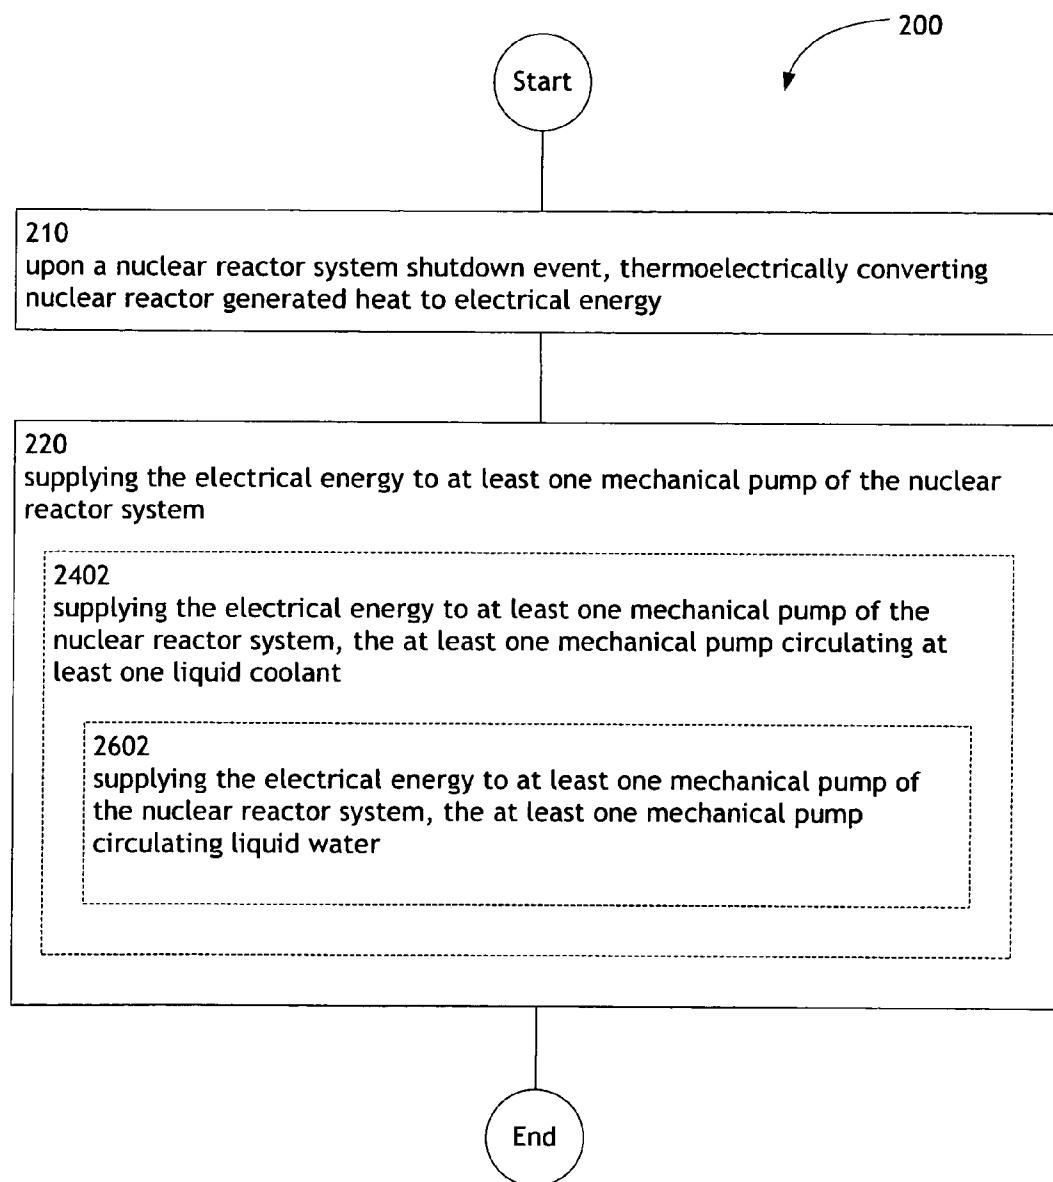 200
Start
210
upon a nuclear reactor system shutdown event, thermoelectrically converting
nuclear reactor generated heat to electrical energy
220
supplying the electrical energy to at least one mechanical pump of the nuclear
reactor system
2402
supplying the electrical energy to at least one mechanical pump of the
nuclear reactor system, the at least one mechanical pump circulating at
least one liquid coolant
2602
supplying the electrical energy to at least one mechanical pump of
the nuclear reactor system, the at least one mechanical pump
circulating liquid water
End